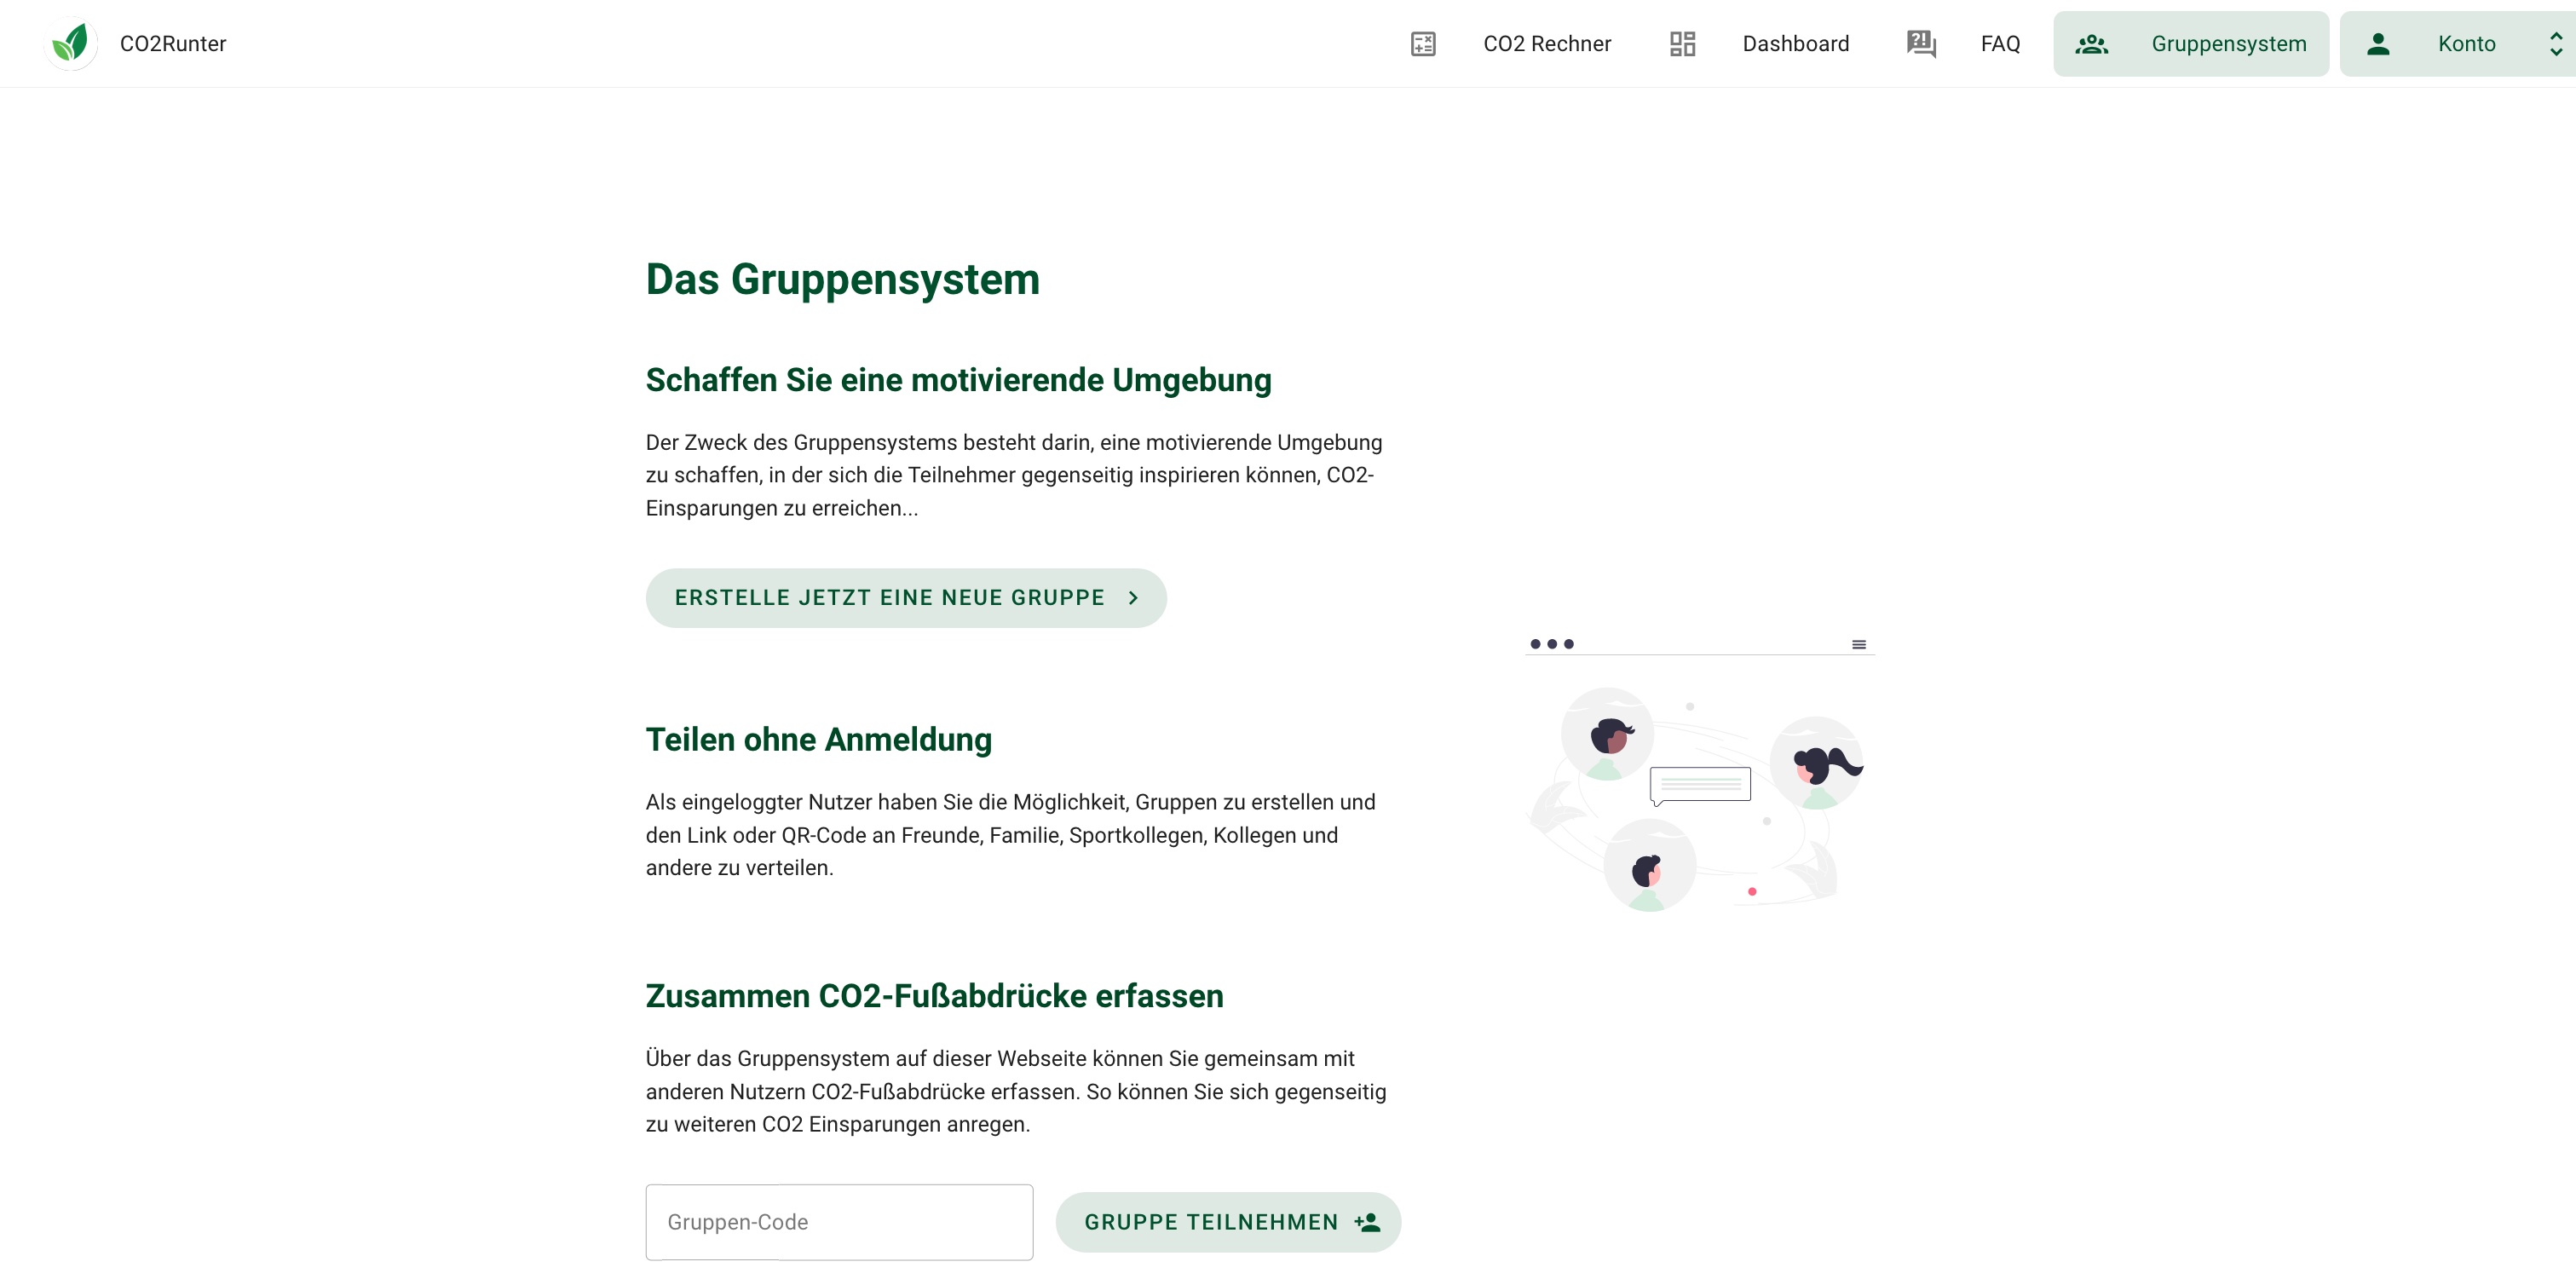 CO2Runter
CO2 Rechner
Dashboard
FAQ
Gruppensystem
Konto
Das Gruppensystem
Schaffen Sie eine motivierende Umgebung
Der Zweck des Gruppensystems besteht darin, eine motivierende Umgebung
zu schaffen, in der sich die Teilnehmer gegenseitig inspirieren können, CO2-
Einsparungen zu erreichen...
ERSTELLE JETZT EINE NEUE GRUPPE
Teilen ohne Anmeldung
Als eingeloggter Nutzer haben Sie die Möglichkeit, Gruppen zu erstellen und
den Link oder QR-Code an Freunde, Familie, Sportkollegen, Kollegen und
andere zu verteilen.
Zusammen CO2-Fußabdrücke erfassen
Über das Gruppensystem auf dieser Webseite können Sie gemeinsam mit
anderen Nutzern CO2-Fußabdrücke erfassen. So können Sie sich gegenseitig
zu weiteren CO2 Einsparungen anregen.
Gruppen-Code
GRUPPE TEILNEHMEN